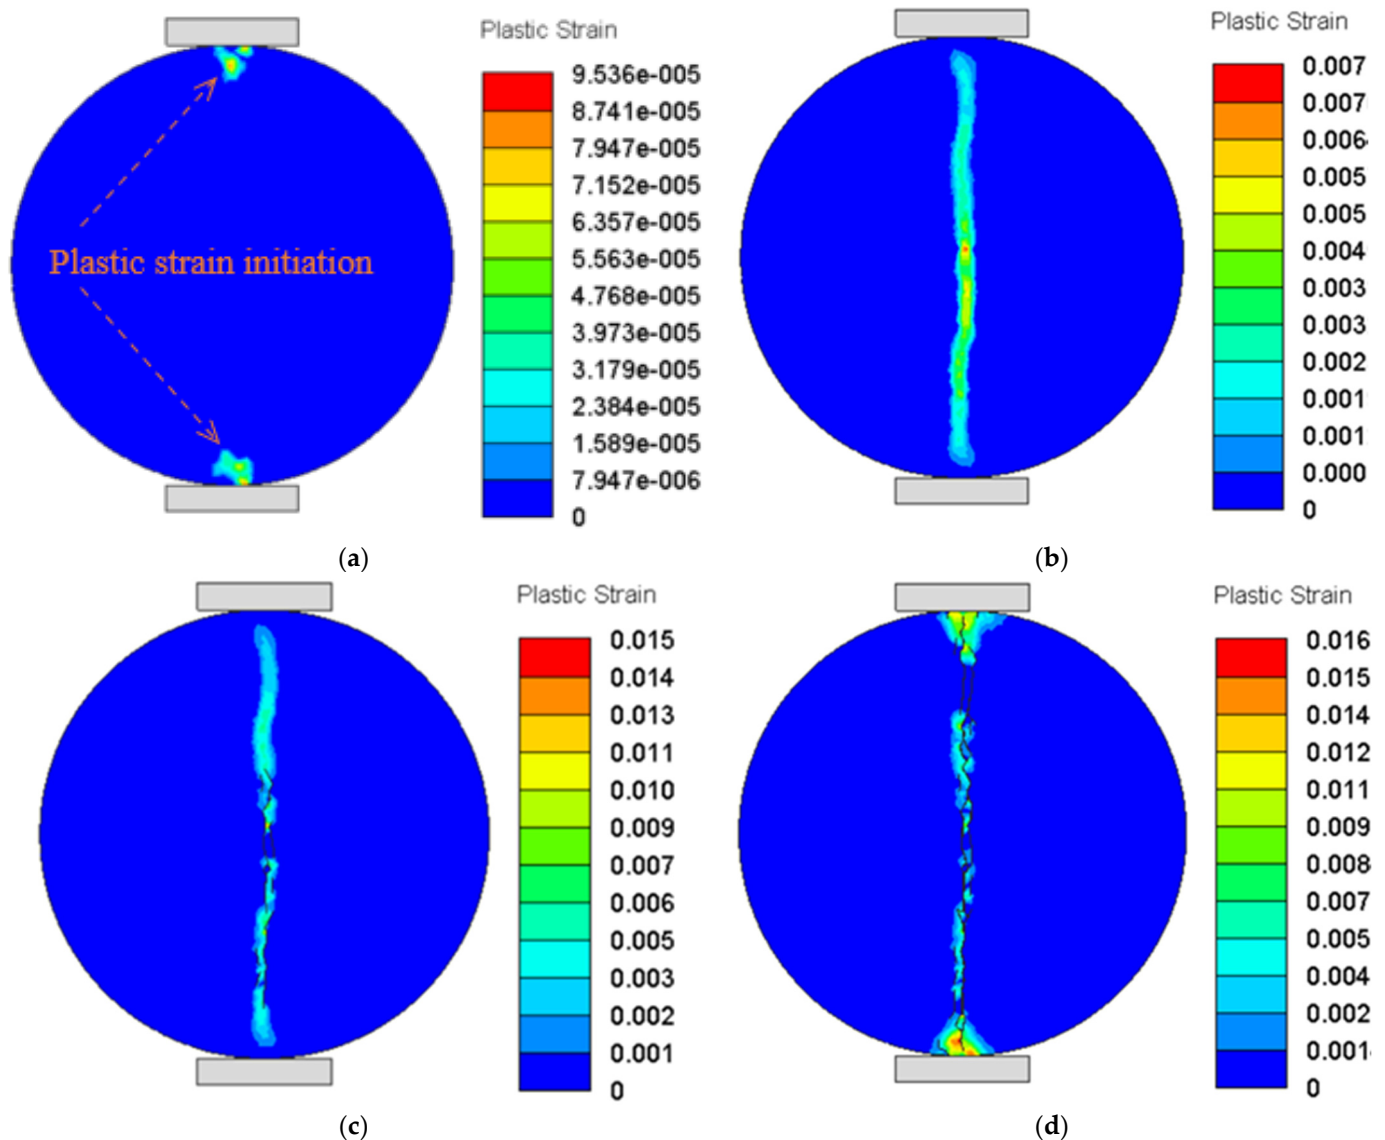 Plastic Strain
9.536e-005
8.741e-005
7.947e-005
7.152e-005
6.357e-005
5.563e-005
4.768e-005
3.973e-005
3.179e-005
2.384e-005
1.589e-005
7.947e-006
0
Plastic strain initiation
(a)
Plastic Strain
0.007
0.007
0.006
0.005
0.005
0.004
0.003
0.003
0.002
0.001
0.001
0.000
0
(b)
Plastic Strain
0.015
0.014
0.013
0.011
0.010
0.009
0.007
0.006
0.005
0.003
0.002
0.001
0
(c)
Plastic Strain
0.016
0.015
0.014
0.012
0.011
0.009
0.008
0.007
0.005
0.004
0.002
0.001
0
(d)